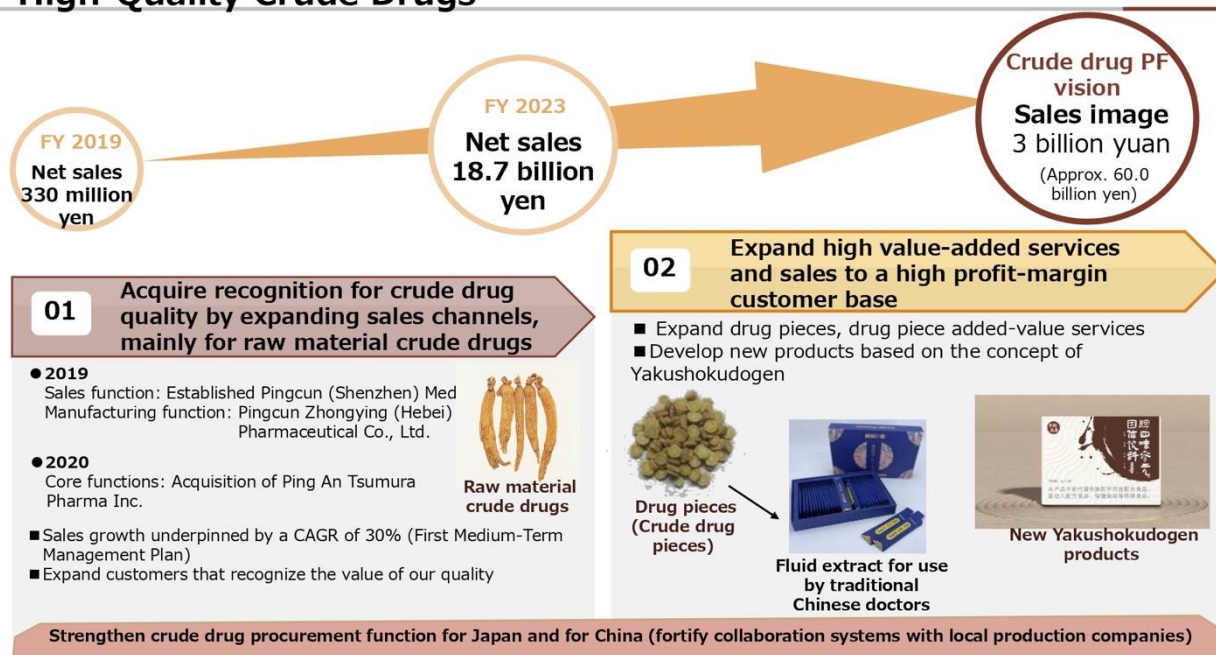 High-Quality Crude Drugs
FY 2019
Net sales
330 million
yen
FY 2023
Net sales
18.7 billion
yen
Crude drug PF
vision
Sales image
3 billion yuan
(Approx. 60.0
billion yen)
01
Acquire recognition for crude drug
quality by expanding sales channels,
mainly for raw material crude drugs
●2019
Sales function: Established Pingcun (Shenzhen) Med
Manufacturing function: Pingcun Zhongying (Hebei)
Pharmaceutical Co., Ltd.
●2020
Core functions: Acquisition of Ping An Tsumura
Pharma Inc.
Raw material
crude drugs
■Sales growth underpinned by a CAGR of 30% (First Medium-Term
Management Plan)
■Expand customers that recognize the value of our quality
02
Expand high value-added services
and sales to a high profit-margin
customer base
■ Expand drug pieces, drug piece added-value services
■Develop new products based on the concept of
Yakushokudogen
Drug pieces
(Crude drug
pieces)
Fluid extract for use
by traditional
Chinese doctors
New Yakushokudogen
products
Strengthen crude drug procurement function for Japan and for China (fortify collaboration systems with local production companies)